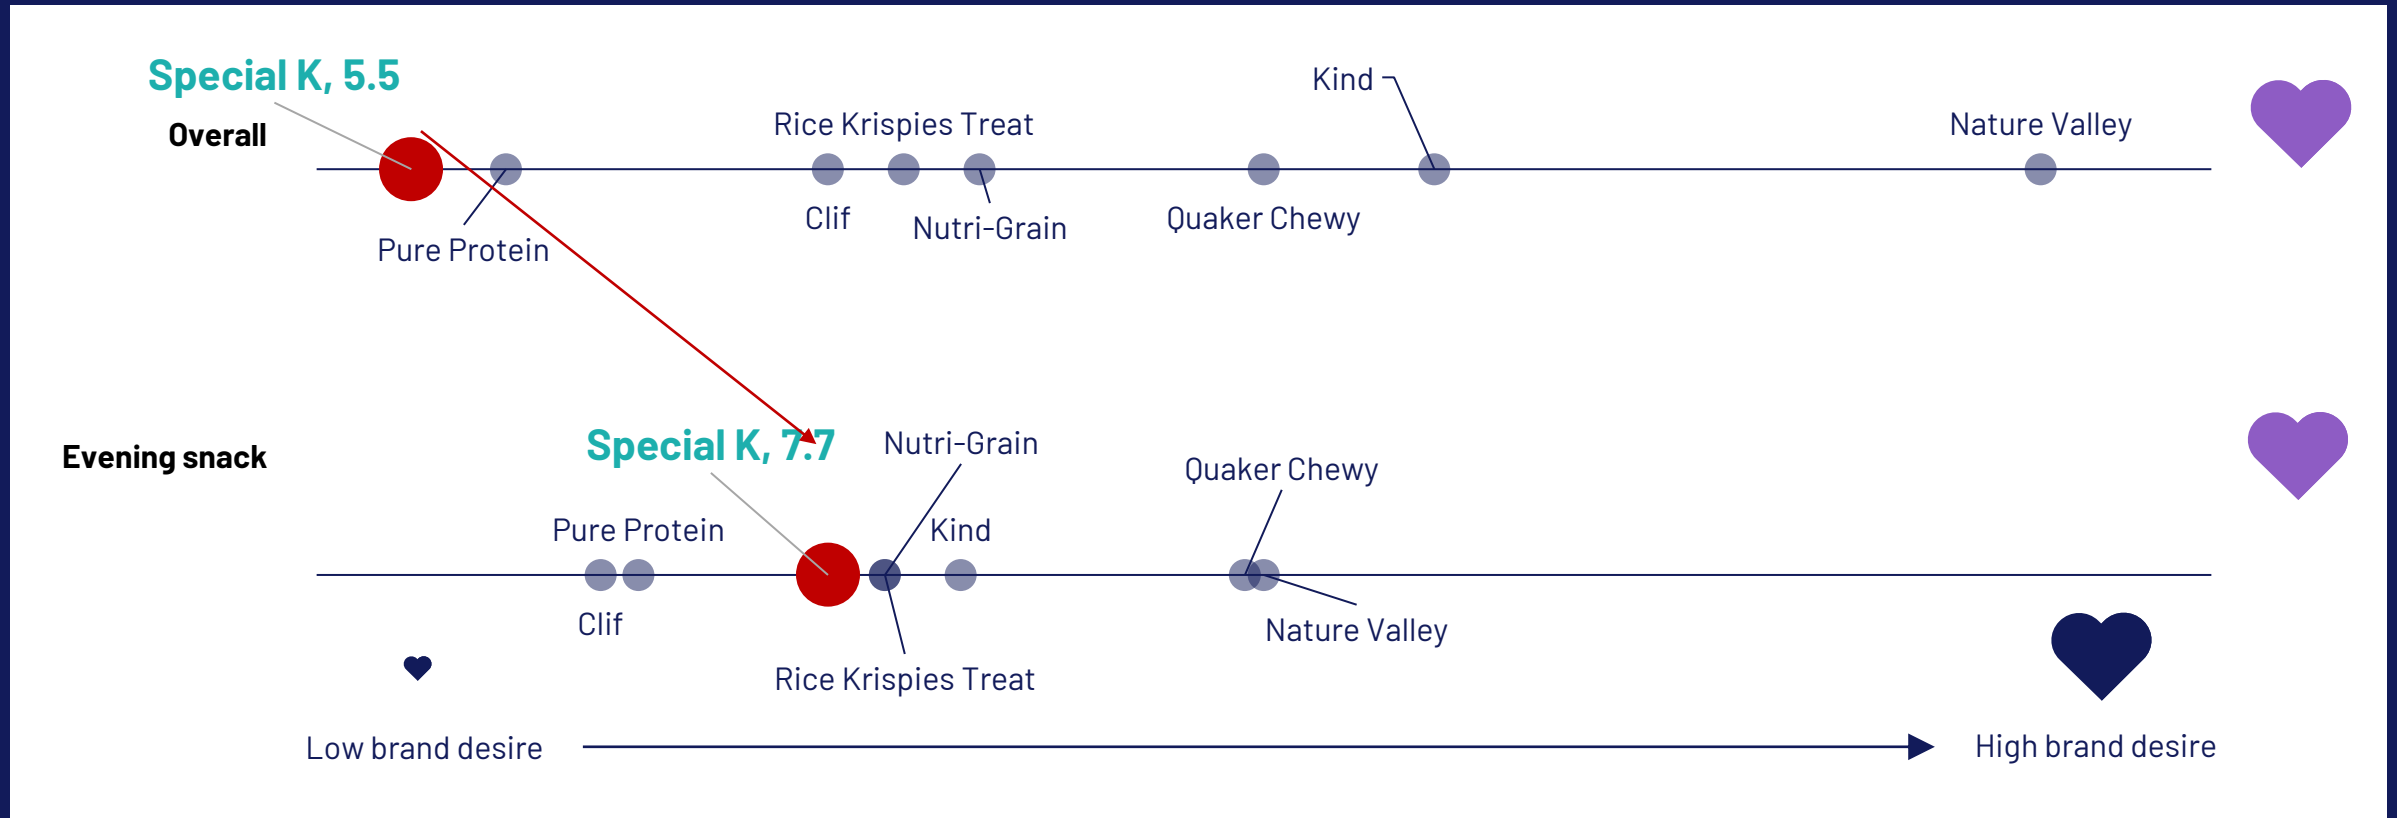 Special K, 5.5
Kind
Overall
Rice Krispies Treat
Nature Valley
Clif
Nutri-Grain
Quaker Chewy
Pure Protein
Special K, 7.7
Nutri-Grain
Evening snack
Quaker Chewy
Pure Protein
Kind
Clif
Nature Valley
Rice Krispies Treat
Low brand desire
High brand desire